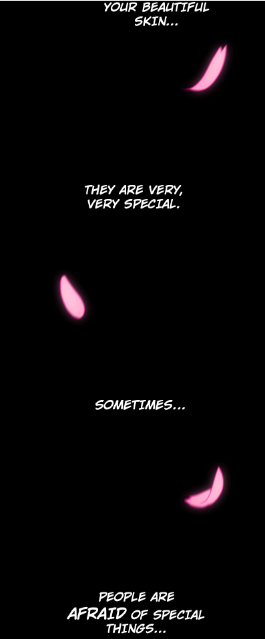 YOUR BEAUTIFUL
SKIN...
THEY ARE VERY,
VERY SPECIAL.
SOMETIMES...
PEOPLE ARE
AFRAID OF SPECIAL
THINGS...